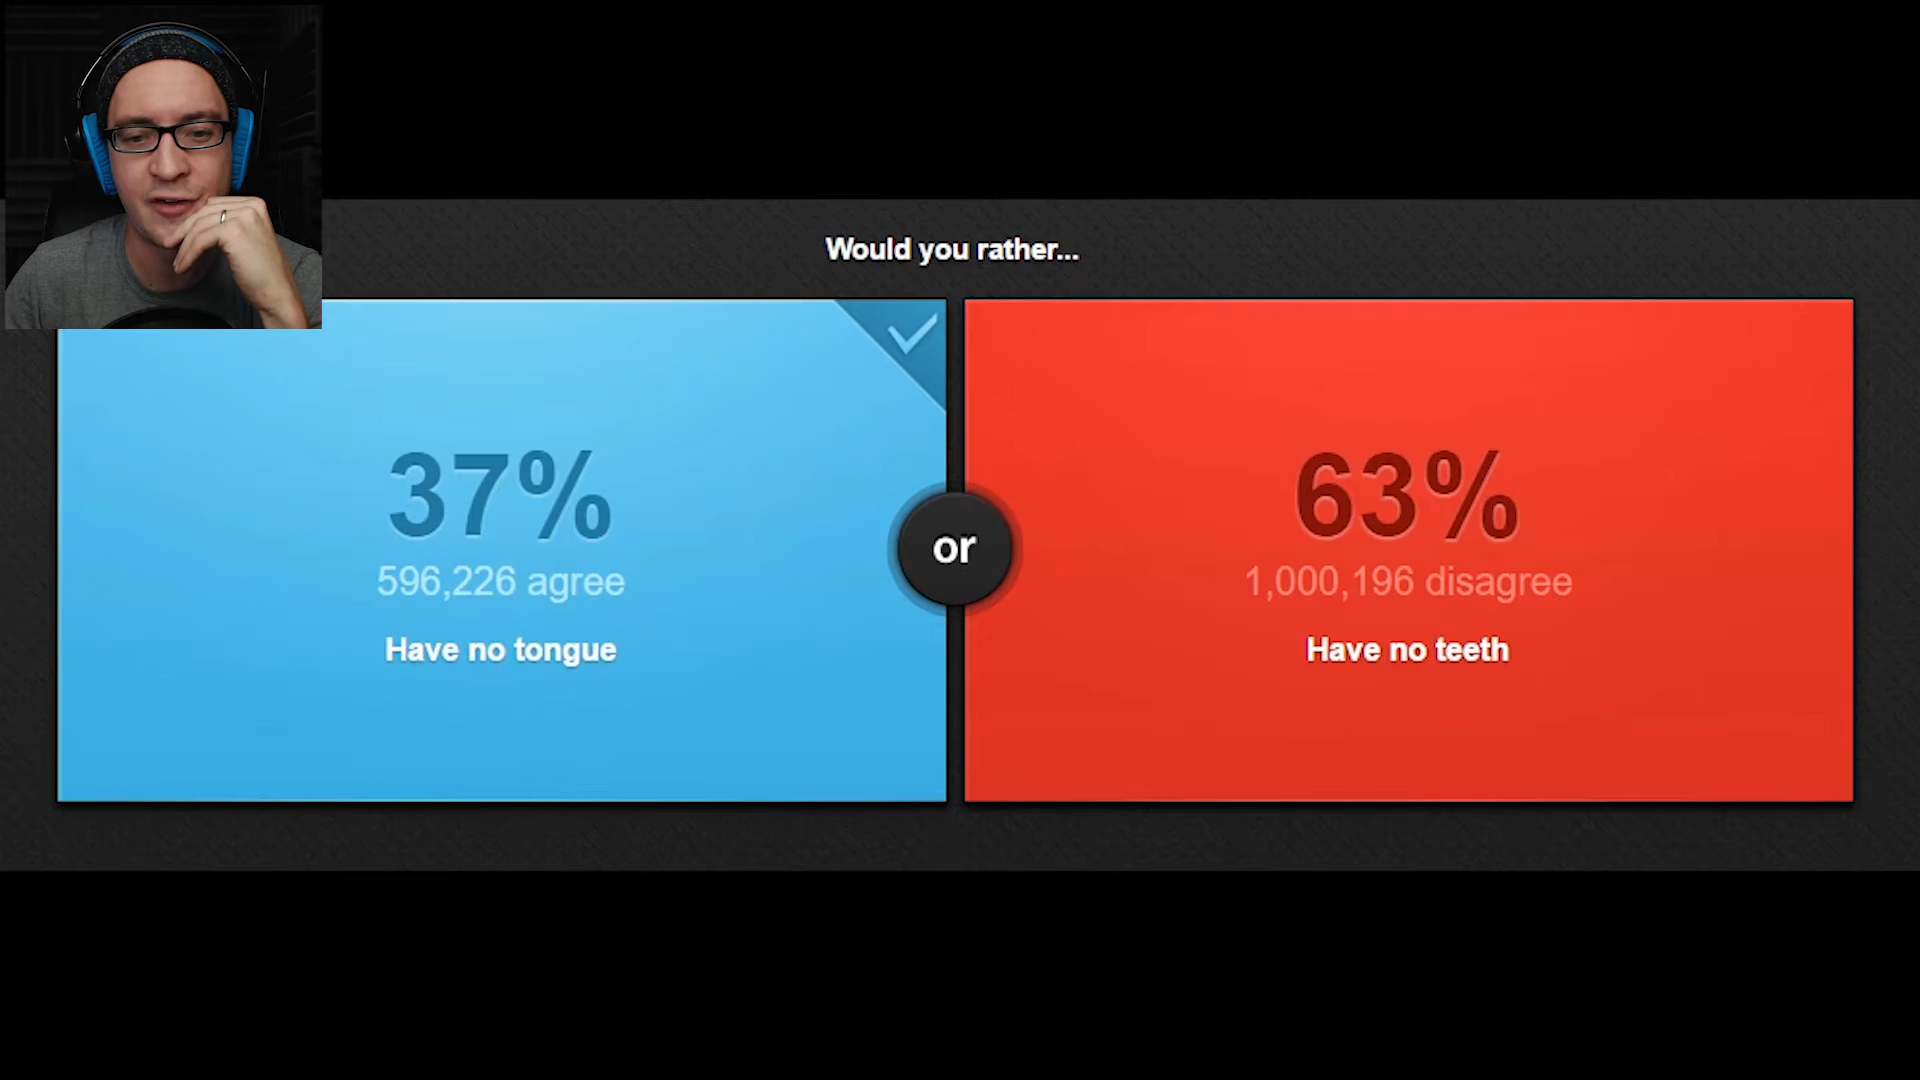 Would you rather...
37%
596,226 agree
Have no tongue
or
63%
1,000,196 disagree
Have no teeth